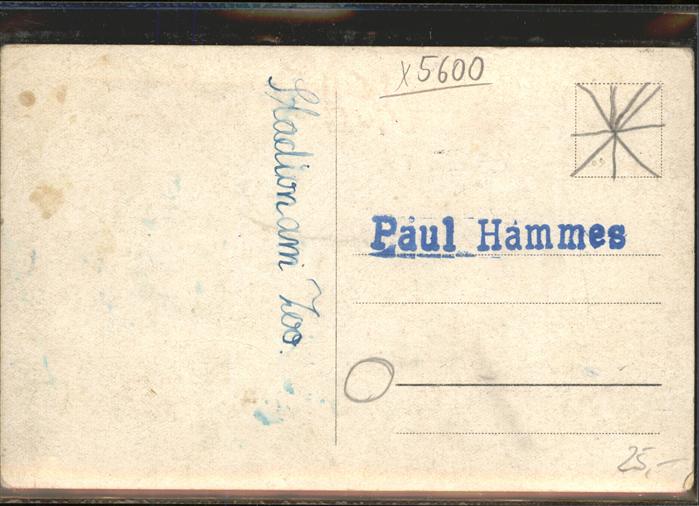 x5600
Stadion am Zoo.
Paul Hammes
25,-